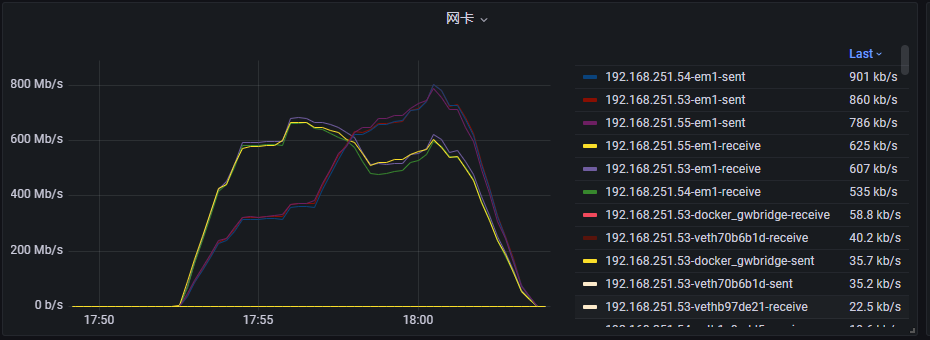 网卡
800 Mb/s
600 Mb/s
400 Mb/s
200 Mb/s
0 b/s
17:50 17:55 18:00
Last
192.168.251.54-em1-sent 901 kb/s
192.168.251.53-em1-sent 860 kb/s
192.168.251.55-em1-sent 786 kb/s
192.168.251.55-em1-receive 625 kb/s
192.168.251.53-em1-receive 607 kb/s
192.168.251.54-em1-receive 535 kb/s
192.168.251.53-docker_gwbridge-receive 58.8 kb/s
192.168.251.53-veth70b6b1d-receive 40.2 kb/s
192.168.251.53-docker_gwbridge-sent 35.7 kb/s
192.168.251.53-veth70b6b1d-sent 35.2 kb/s
192.168.251.53-vethb97de21-receive 22.5 kb/s